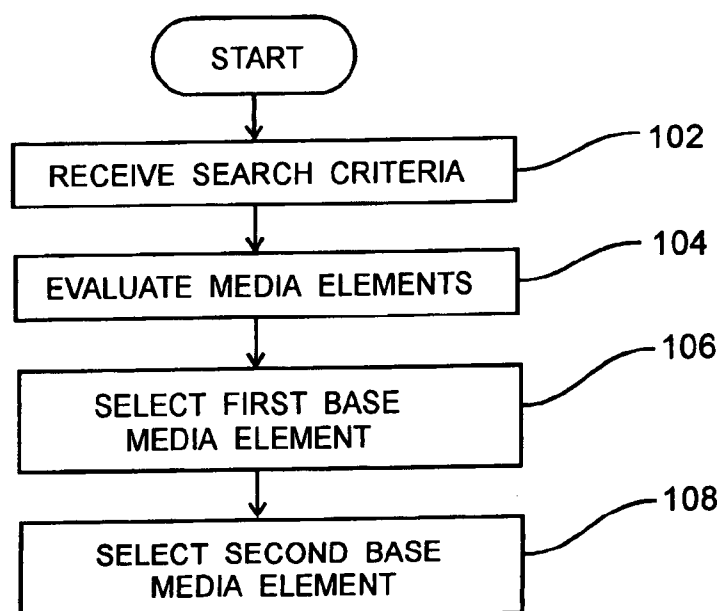 START
RECEIVE SEARCH CRITERIA
102
EVALUATE MEDIA ELEMENTS
104
SELECT FIRST BASE
MEDIA ELEMENT
106
SELECT SECOND BASE
MEDIA ELEMENT
108